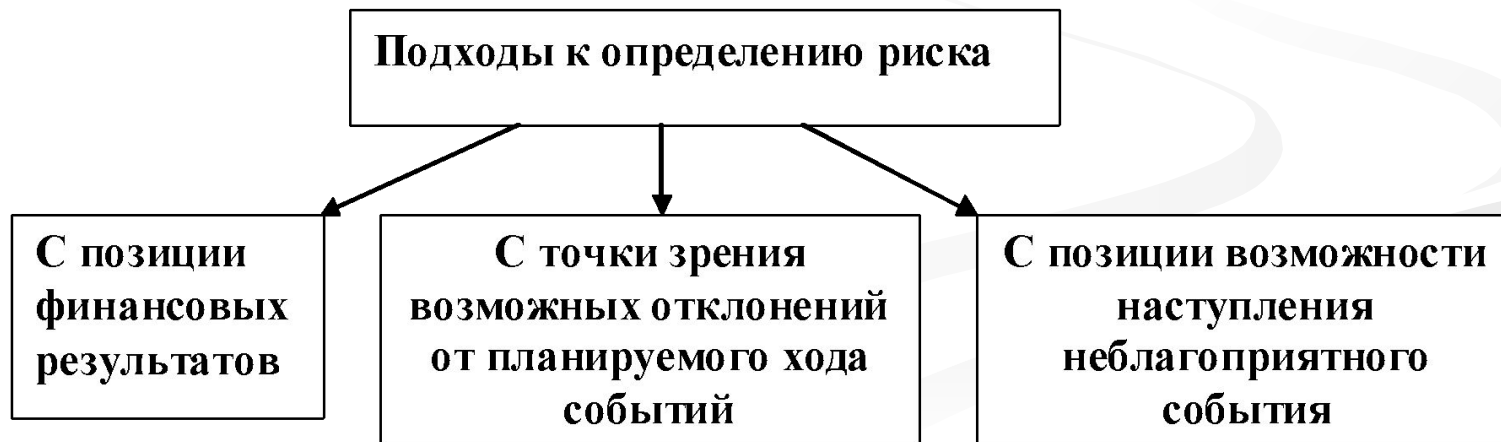 Подходы к определению риска
С позиции
финансовых
результатов
С точки зрения
возможных отклонений
от планируемого хода
событий
С позиции возможности
наступления
неблагоприятного
события